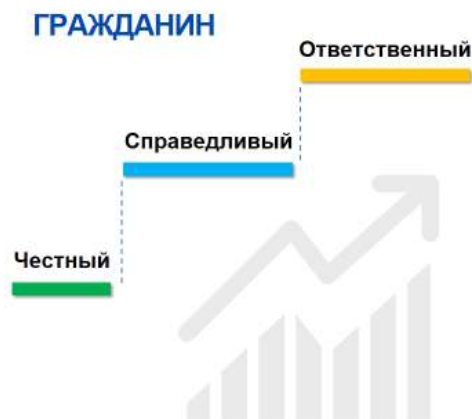 ГРАЖДАНИН
Ответственный
Справедливый
Честный